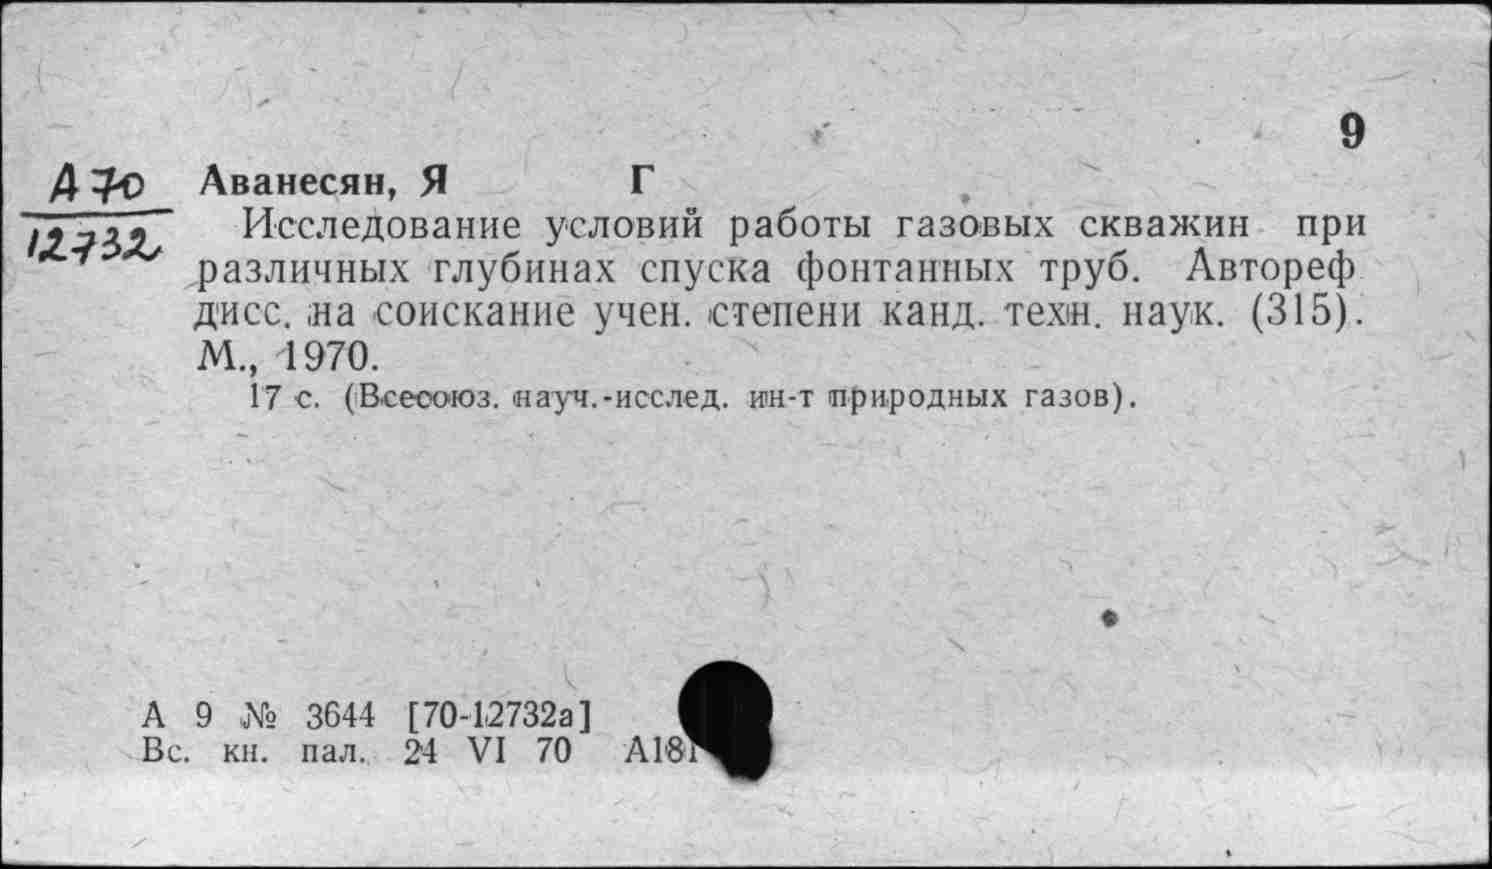 9
А 70
12732
Аванесян, Я Г
Исследование условий работы газовых скважин при
различных глубинах спуска фонтанных труб. Автореф
дисс. на соискание учен. степени канд. техн. наук. (315).
М., 1970.
17 с. (Всесоюз. науч.-исслед. ин-т природных газов).
А 9 № 3644 [70-12732а]
Вс. кн. пал. 24 VI 70